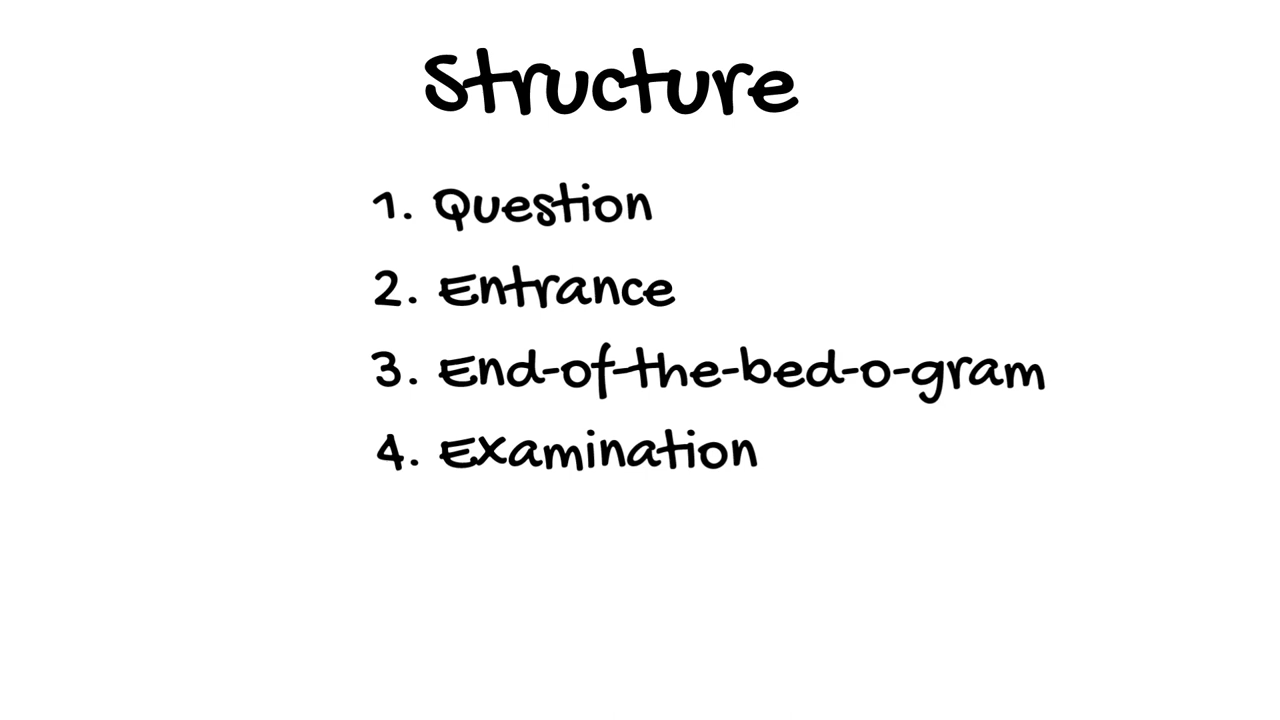 Structure
1. Question
2. Entrance
3. End-of-the-bed-o-gram
4. Examination